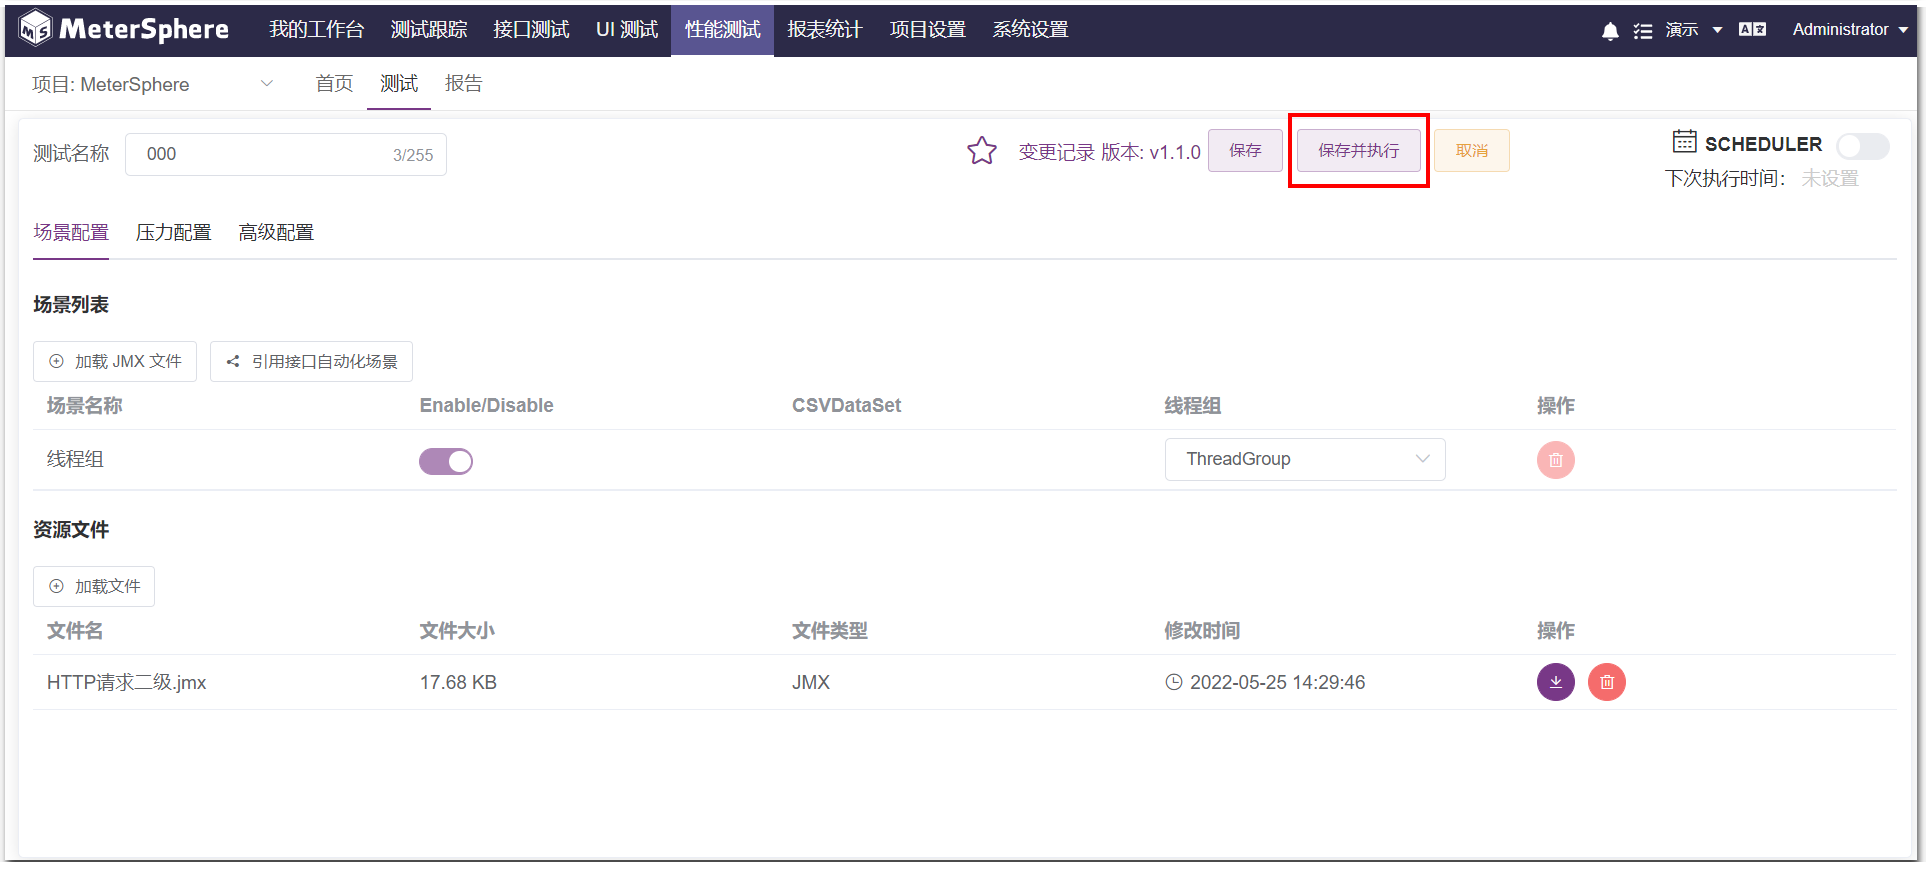 MeterSphere 我的工作台 测试跟踪 接口测试 UI 测试 性能测试 报表统计 项目设置 系统设置 演示 Administrator
项目: MeterSphere 首页 测试 报告
测试名称 000 3/255 变更记录 版本: v1.1.0 保存 保存并执行 取消 SCHEDULER
下次执行时间： 未设置
场景配置 压力配置 高级配置
场景列表
加载 JMX 文件 引用接口自动化场景
场景名称 Enable/Disable CSVDataSet 线程组 操作
线程组 ThreadGroup
资源文件
加载文件
文件名 文件大小 文件类型 修改时间 操作
HTTP请求二级.jmx 17.68 KB JMX 2022-05-25 14:29:46